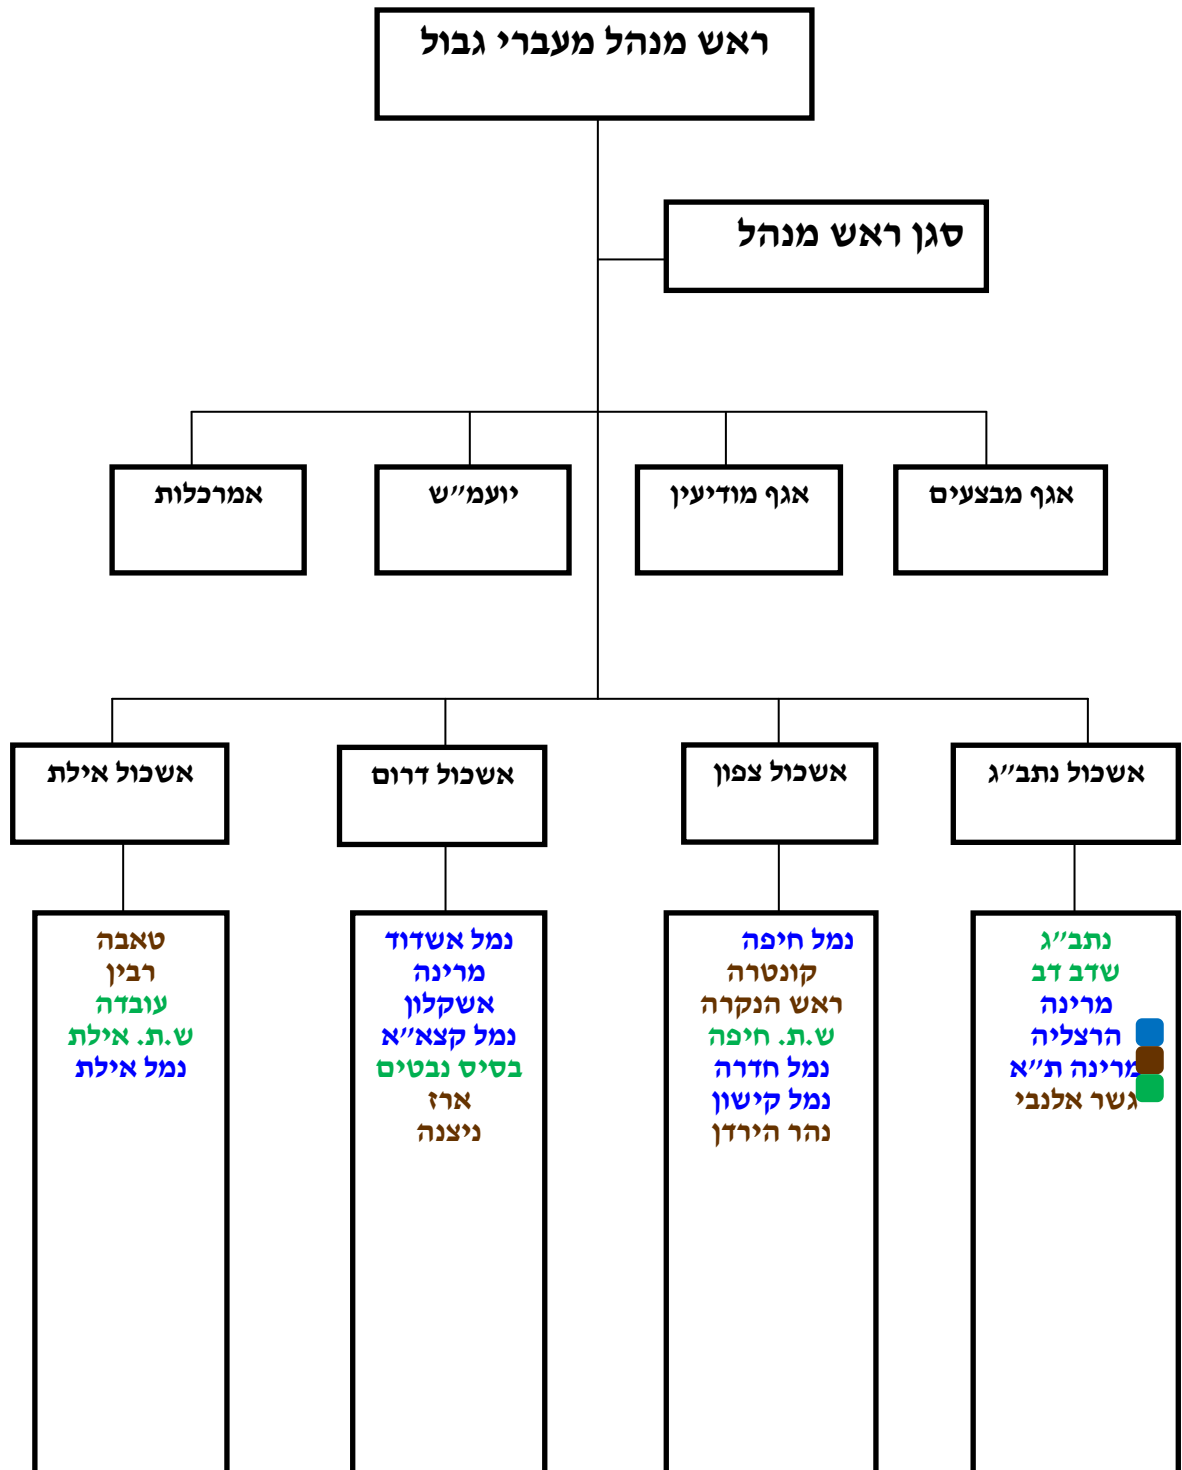 ראש מנהל מעברי גבול
סגן ראש מנהל
אגף מבצעים
אגף מודיעין
יועמ״ש
אמרכלות
אשכול נתב״ג
אשכול צפון
אשכול דרום
אשכול אילת
נתב״ג
שדב דב
מרינה
הרצליה
מרינה ת״א
גשר אלנבי
נמל חיפה
קונטרה
ראש הנקרה
ש.ת. חיפה
נמל חדרה
נמל קישון
נהר הירדן
נמל אשדוד
מרינה
אשקלון
נמל קצא״א
בסיס נבטים
ארז
ניצנה
טאבה
רבין
עובדה
ש.ת. אילת
נמל אילת